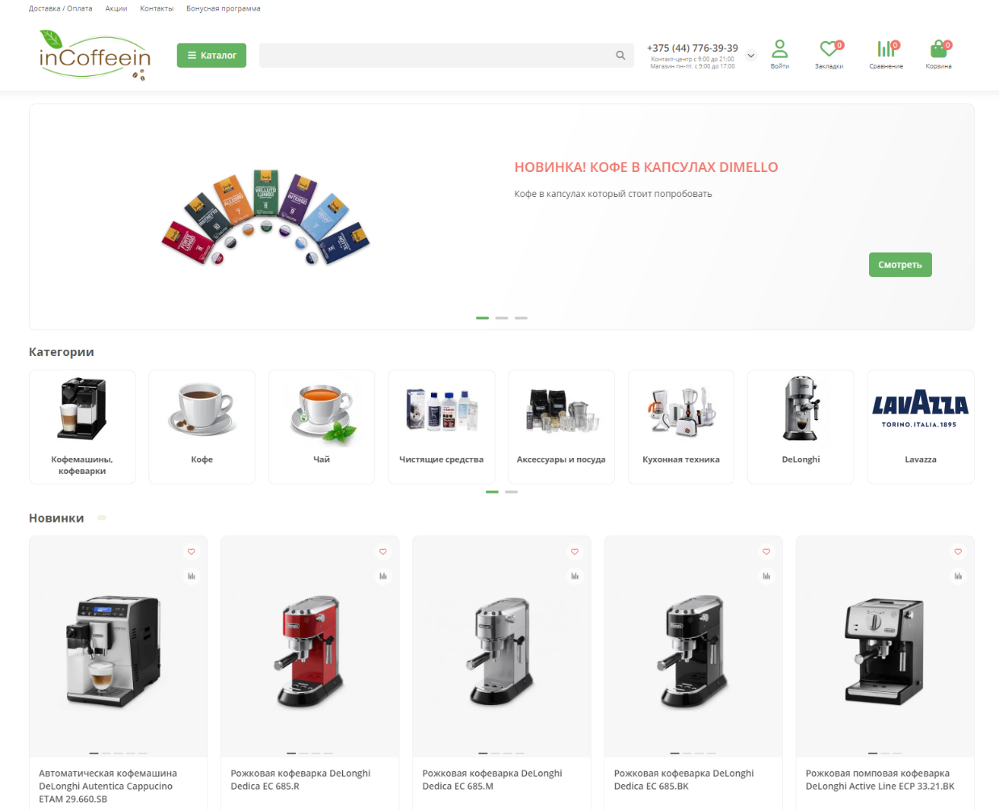 Доставка / Оплата
Акции
Контакты
Бонусная программа
inCoffeein
Каталог
+375 (44) 776-39-39
Контакт-центр с 9:00 до 21:00
Магазин пн-пт. с 9:00 до 17:00
Войти
0
Закладки
0
Сравнение
0
Корзина
НОВИНКА! КОФЕ В КАПСУЛАХ DIMELLO
Кофе в капсулах который стоит попробовать
Смотреть
Категории
Кофемашины,
кофеварки
Кофе
Чай
Чистящие средства
Аксессуары и посуда
Кухонная техника
DeLonghi
LAVAZZA
TORINO, ITALIA, 1895
Lavazza
Новинки
Автоматическая кофемашина
DeLonghi Autentica Cappucino
ETAM 29.660.SB
Рожковая кофеварка DeLonghi
Dedica EC 685.R
Рожковая кофеварка DeLonghi
Dedica EC 685.M
Рожковая кофеварка DeLonghi
Dedica EC 685.BK
Рожковая помповая кофеварка
DeLonghi Active Line ECP 33.21.BK